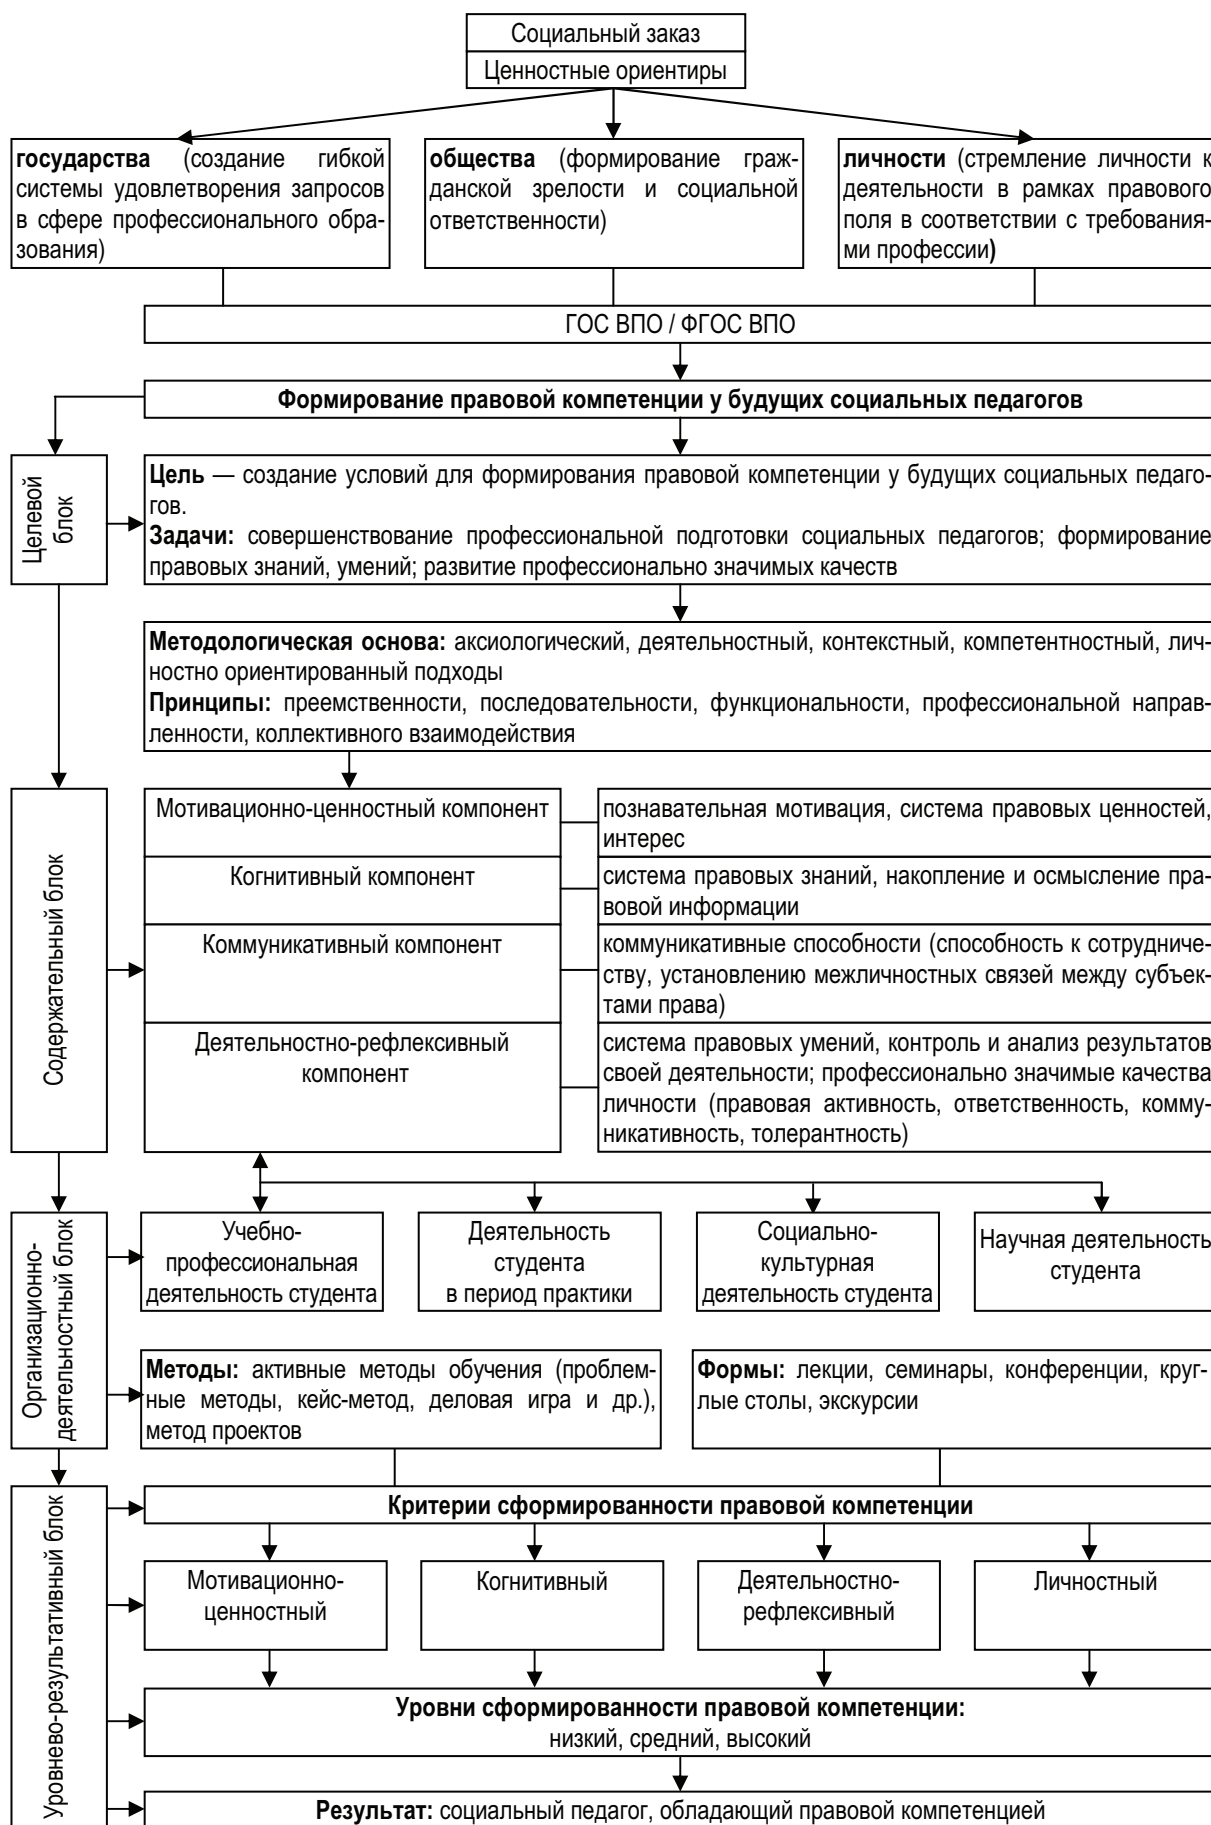 Социальный заказ
Ценностные ориентиры
государства (создание гибкой
системы удовлетворения запросов
в сфере профессионального обра-
зования)
общества (формирование граж-
данской зрелости и социальной
ответственности)
личности (стремление личности к
деятельности в рамках правового
поля в соответствии с требования-
ми профессии)
ГОС ВПО / ФГОС ВПО
Формирование правовой компетенции у будущих социальных педагогов
Целевой
блок
Цель — создание условий для формирования правовой компетенции у будущих социальных педаго-
гов.
Задачи: совершенствование профессиональной подготовки социальных педагогов; формирование
правовых знаний, умений; развитие профессионально значимых качеств
Методологическая основа: аксиологический, деятельностный, контекстный, компетентностный, лич-
ностно ориентированный подходы
Принципы: преемственности, последовательности, функциональности, профессиональной направ-
ленности, коллективного взаимодействия
Содержательный блок
Мотивационно-ценностный компонент
познавательная мотивация, система правовых ценностей,
интерес
Когнитивный компонент
система правовых знаний, накопление и осмысление пра-
вовой информации
Коммуникативный компонент
коммуникативные способности (способность к сотрудниче-
ству, установлению межличностных связей между субъек-
тами права)
Деятельностно-рефлексивный
компонент
система правовых умений, контроль и анализ результатов
своей деятельности; профессионально значимые качества
личности (правовая активность, ответственность, комму-
никативность, толерантность)
Организационно-
деятельностный блок
Учебно-
профессиональная
деятельность студента
Деятельность
студента
в период практики
Социально-
культурная
деятельность студента
Научная деятельность
студента
Методы: активные методы обучения (проблем-
ные методы, кейс-метод, деловая игра и др.),
метод проектов
Формы: лекции, семинары, конференции, круг-
лые столы, экскурсии
Уровнево-результативный блок
Критерии сформированности правовой компетенции
Мотивационно-
ценностный
Когнитивный
Деятельностно-
рефлексивный
Личностный
Уровни сформированности правовой компетенции:
низкий, средний, высокий
Результат: социальный педагог, обладающий правовой компетенцией